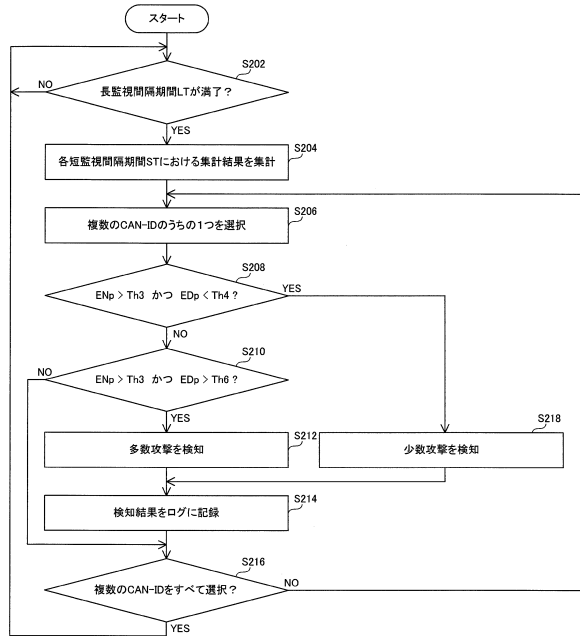 スタート
S202
NO
長監視間隔期間LTが満了？
YES
S204
各短監視間隔期間STにおける集計結果を集計
S206
複数のCAN-IDのうちの1つを選択
S208
ENp > Th3 かつ EDp < Th4？
YES
NO
S210
NO
ENp > Th3 かつ EDp > Th6？
YES
S212
多数攻撃を検知
S218
少数攻撃を検知
S214
検知結果をログに記録
S216
複数のCAN-IDをすべて選択？
NO
YES